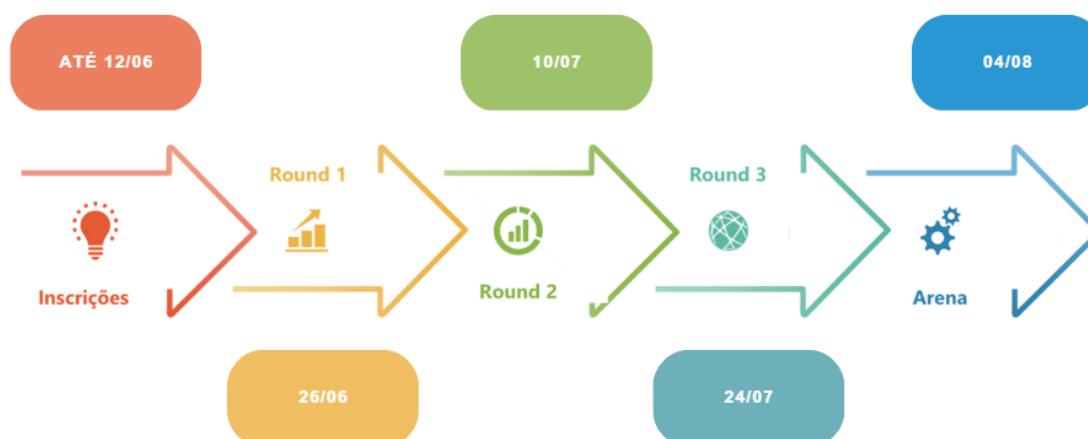 ATÉ 12/06
10/07
04/08
Round 1
Round 3
Inscrições
Round 2
Arena
26/06
24/07